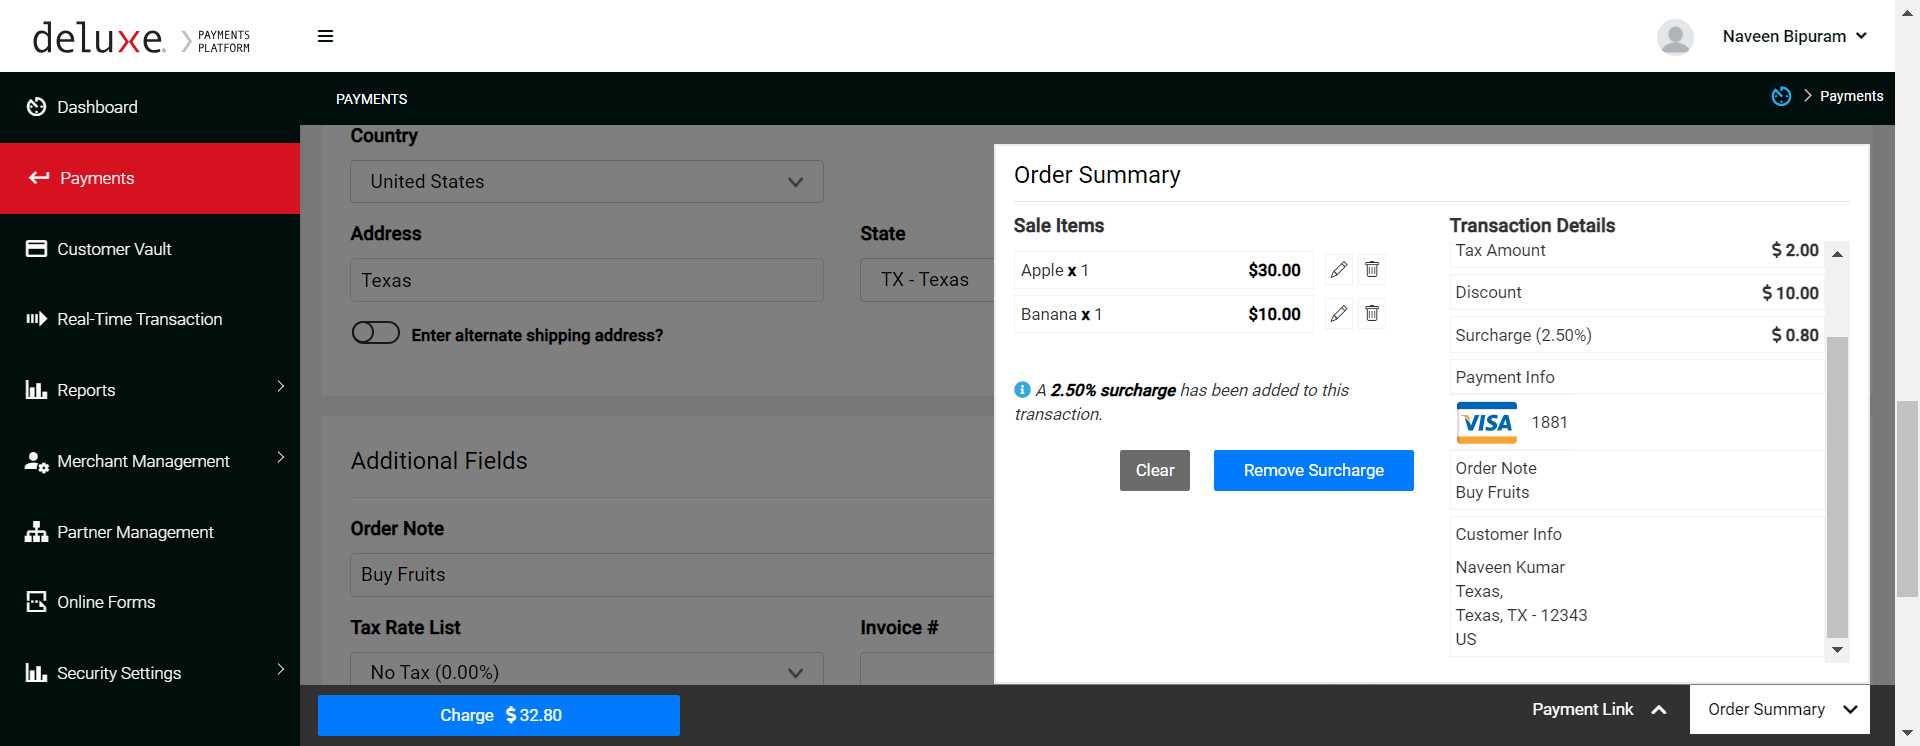 deluxe. PAYMENTS
PLATFORM
Naveen Bipuram
Dashboard
Payments
Customer Vault
Real-Time Transaction
Reports
Merchant Management
Partner Management
Online Forms
Security Settings
PAYMENTS
Payments
Country
United States
Address
State
Texas
TX - Texas
Enter alternate shipping address?
Additional Fields
Order Note
Buy Fruits
Tax Rate List
Invoice #
No Tax (0.00%)
Order Summary
Sale Items
Apple x 1 $30.00
Banana x 1 $10.00
A 2.50% surcharge has been added to this
transaction.
Clear
Remove Surcharge
Transaction Details
Tax Amount $ 2.00
Discount $ 10.00
Surcharge (2.50%) $ 0.80
Payment Info
VISA 1881
Order Note
Buy Fruits
Customer Info
Naveen Kumar
Texas,
Texas, TX - 12343
US
Charge $ 32.80
Payment Link
Order Summary